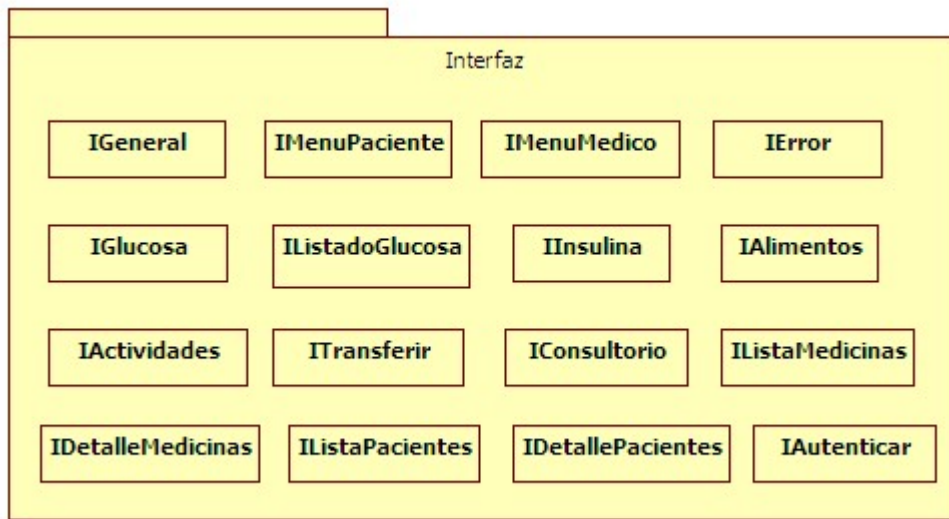 Interfaz
IGeneral IMenuPaciente IMenuMedico IError
IGlucosa IListadoGlucosa IInsulina IAlimentos
IActividades ITransferir IConsultorio IListaMedicinas
IDetalleMedicinas IListaPacientes IDetallePacientes IAutenticar